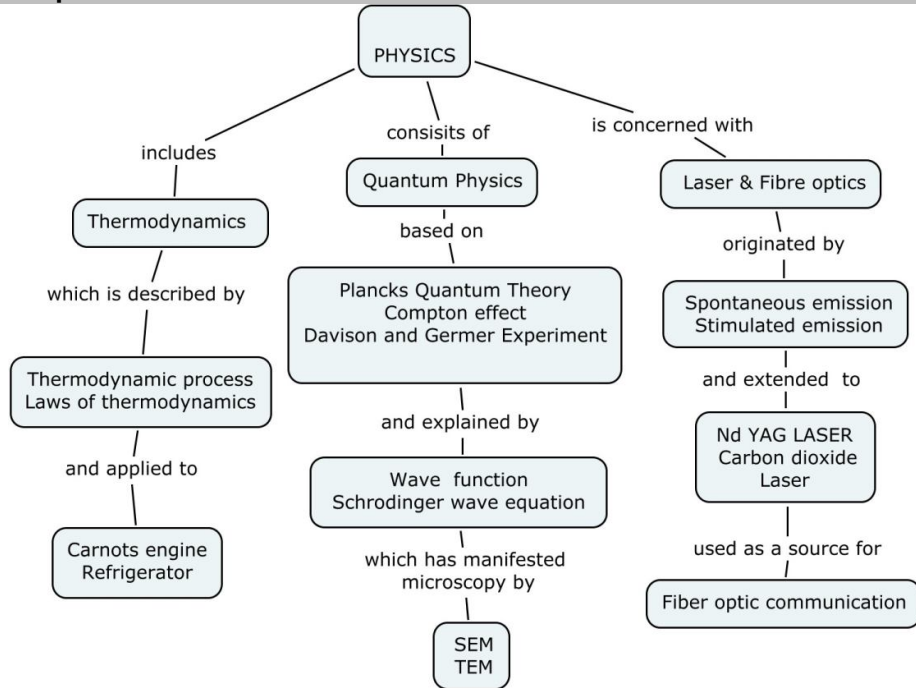 PHYSICS
includes
consisits of
is concerned with
Thermodynamics
Quantum Physics
Laser & Fibre optics
which is described by
based on
originated by
Thermodynamic process
Laws of thermodynamics
Plancks Quantum Theory
Compton effect
Davison and Germer Experiment
Spontaneous emission
Stimulated emission
and applied to
and explained by
and extended to
Carnots engine
Refrigerator
Wave function
Schrodinger wave equation
Nd YAG LASER
Carbon dioxide
Laser
which has manifested
microscopy by
used as a source for
SEM
TEM
Fiber optic communication